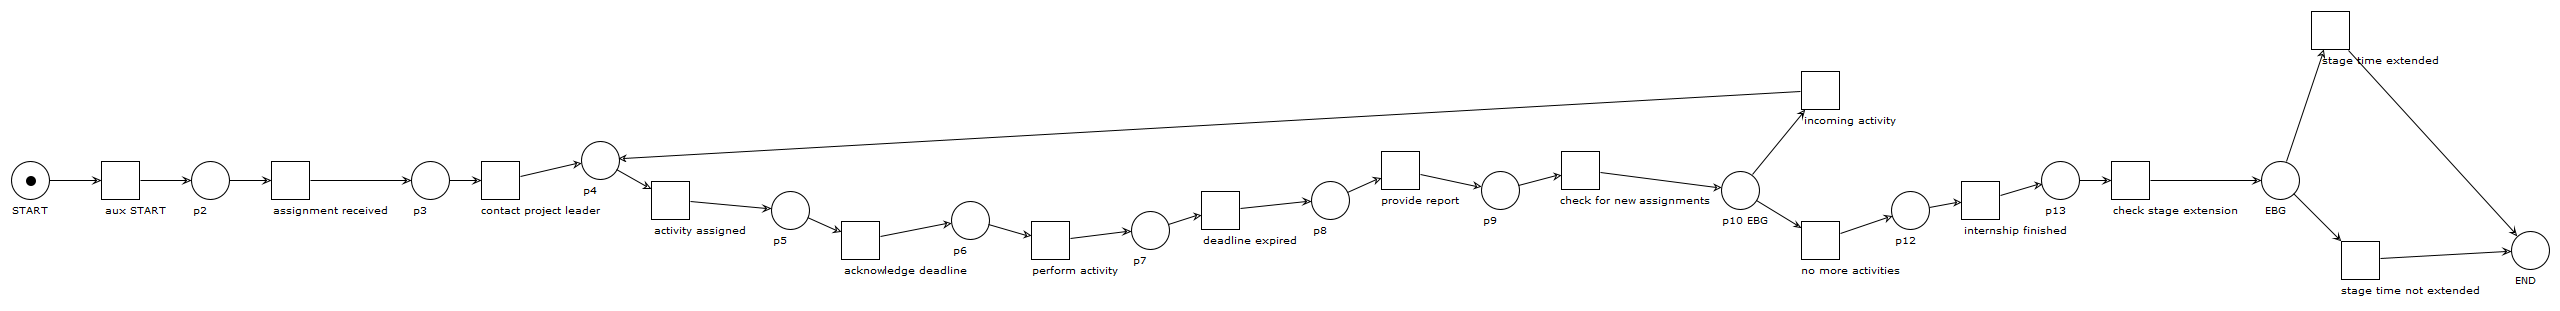 START
aux START
p2
assignment received
p3
contact project leader
p4
activity assigned
p5
acknowledge deadline
p6
perform activity
p7
deadline expired
p8
provide report
p9
check for new assignments
p10 EBG
incoming activity
no more activities
p12
internship finished
p13
check stage extension
EBG
stage time extended
stage time not extended
END